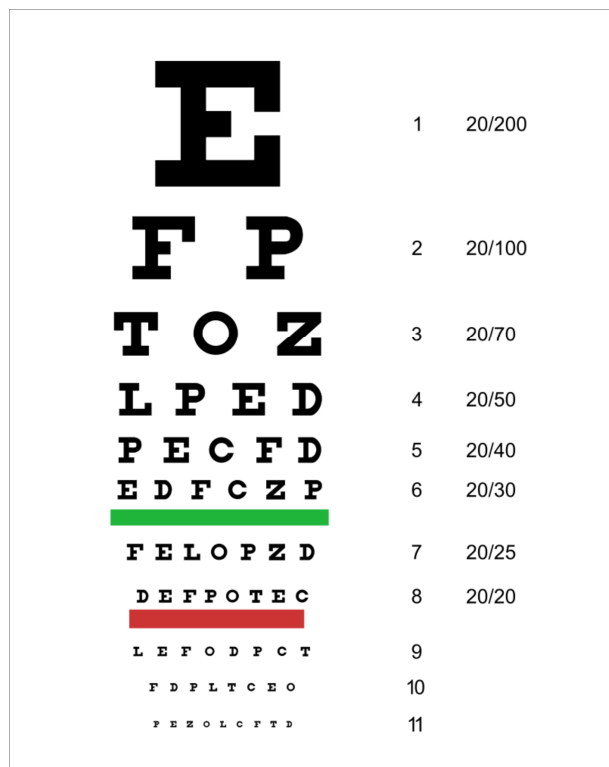 E 1 20/200
F P 2 20/100
T O Z 3 20/70
L P E D 4 20/50
P E C F D 5 20/40
E D F C Z P 6 20/30
F E L O P Z D 7 20/25
D E F P O T E C 8 20/20
L E F O D P C T 9
F D P L T C E O 10
P E Z O L C F T D 11